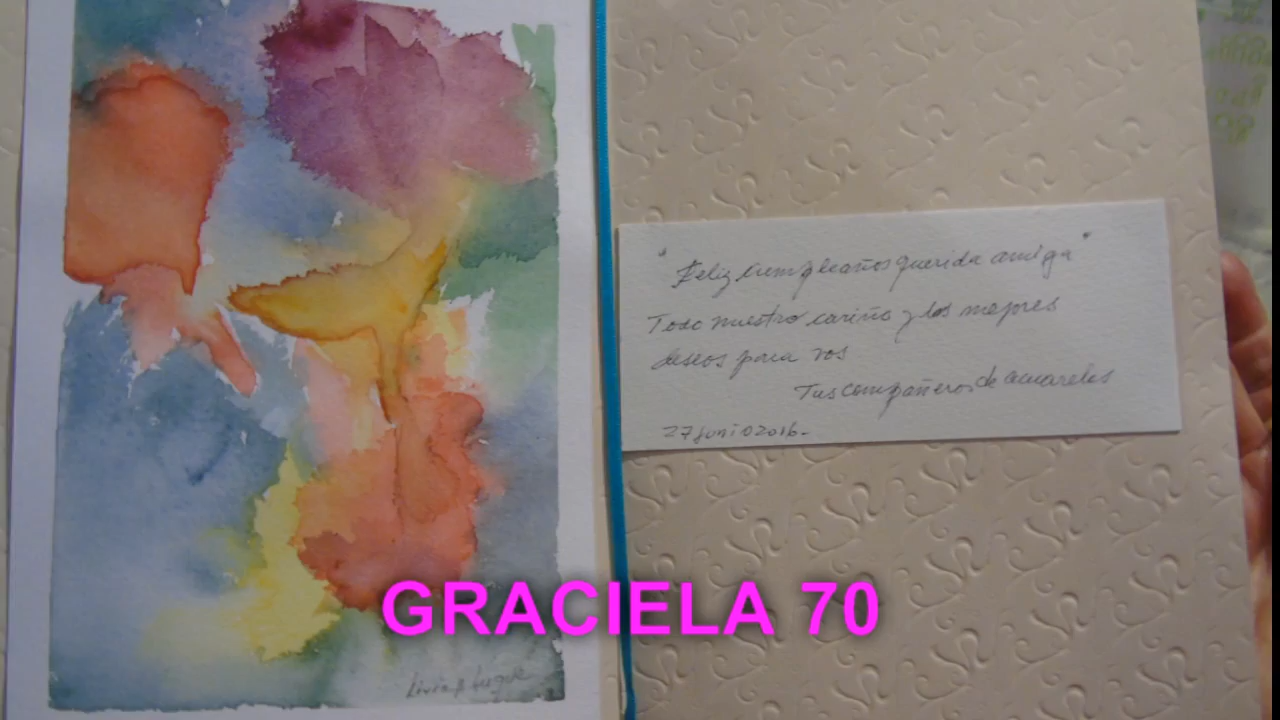 "Feliz Cumpleaños querida amiga"
Todo nuestro cariño y los mejores
deseos para vos
Tus compañeros de acuarelas
27 junio 2016.-
GRACIELA 70